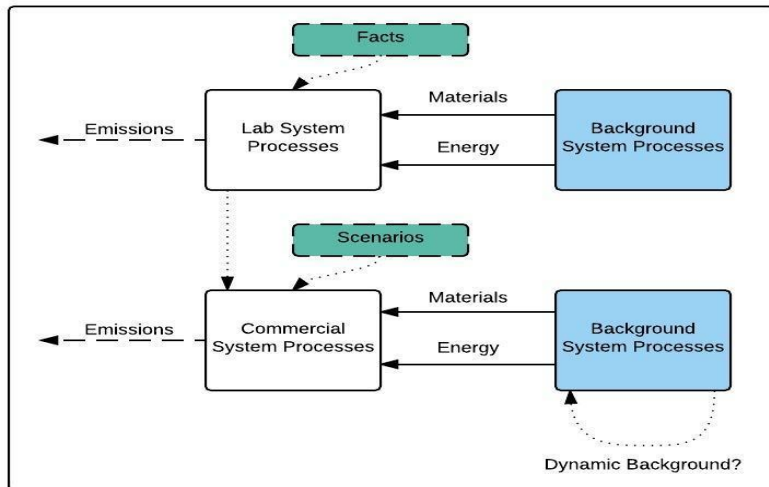 Facts
Emissions
Lab System
Processes
Materials
Energy
Background
System Processes
Scenarios
Emissions
Commercial
System Processes
Materials
Energy
Background
System Processes
Dynamic Background?